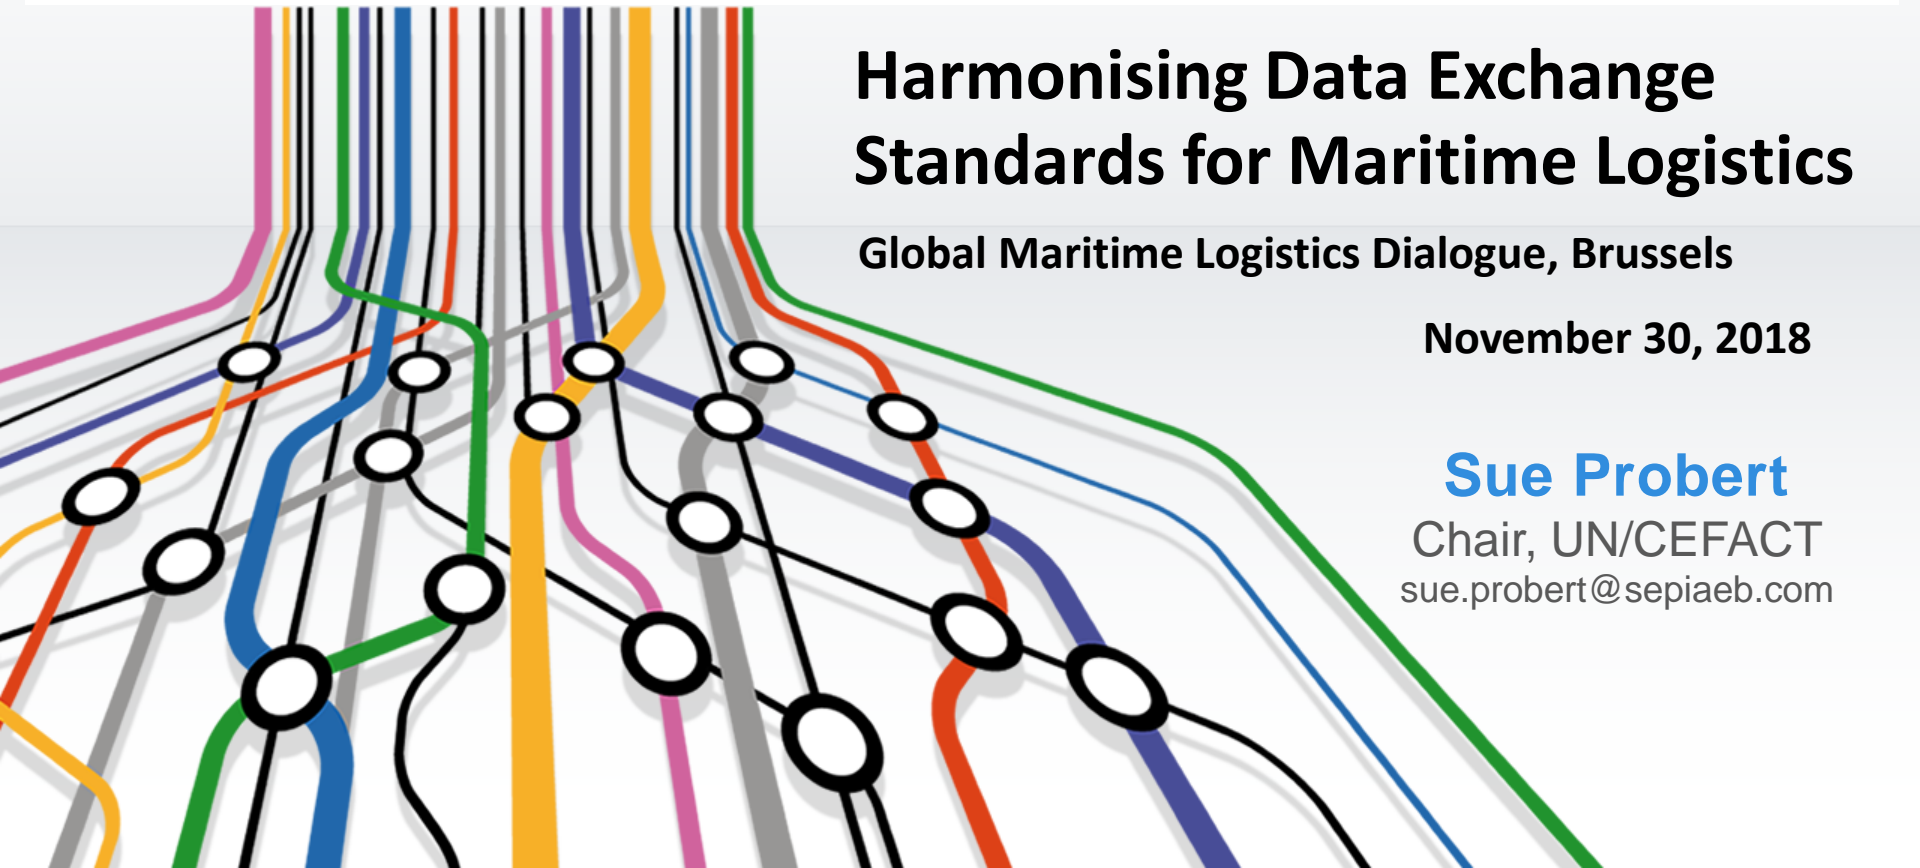 Harmonising Data Exchange
Standards for Maritime Logistics
Global Maritime Logistics Dialogue, Brussels
November 30, 2018
Sue Probert
Chair, UN/CEFACT
sue.probert@sepiaeb.com